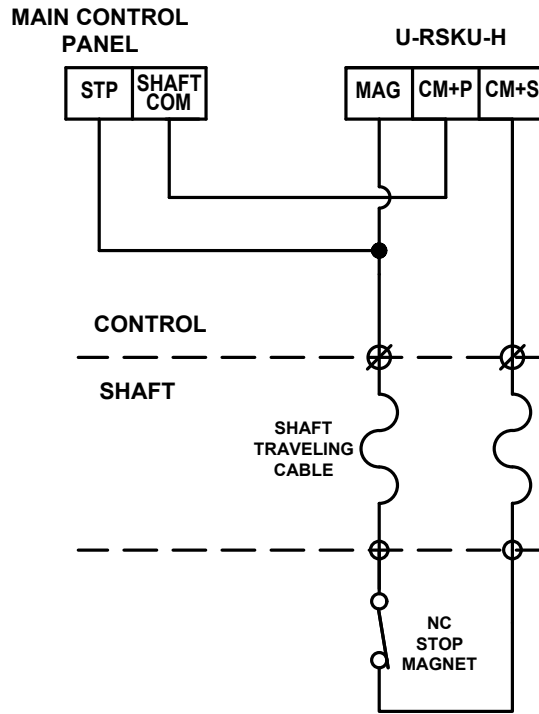 MAIN CONTROL
PANEL
U-RSKU-H
STP
SHAFT
COM
MAG
CM+P
CM+S
CONTROL
SHAFT
SHAFT
TRAVELING
CABLE
NC
STOP
MAGNET